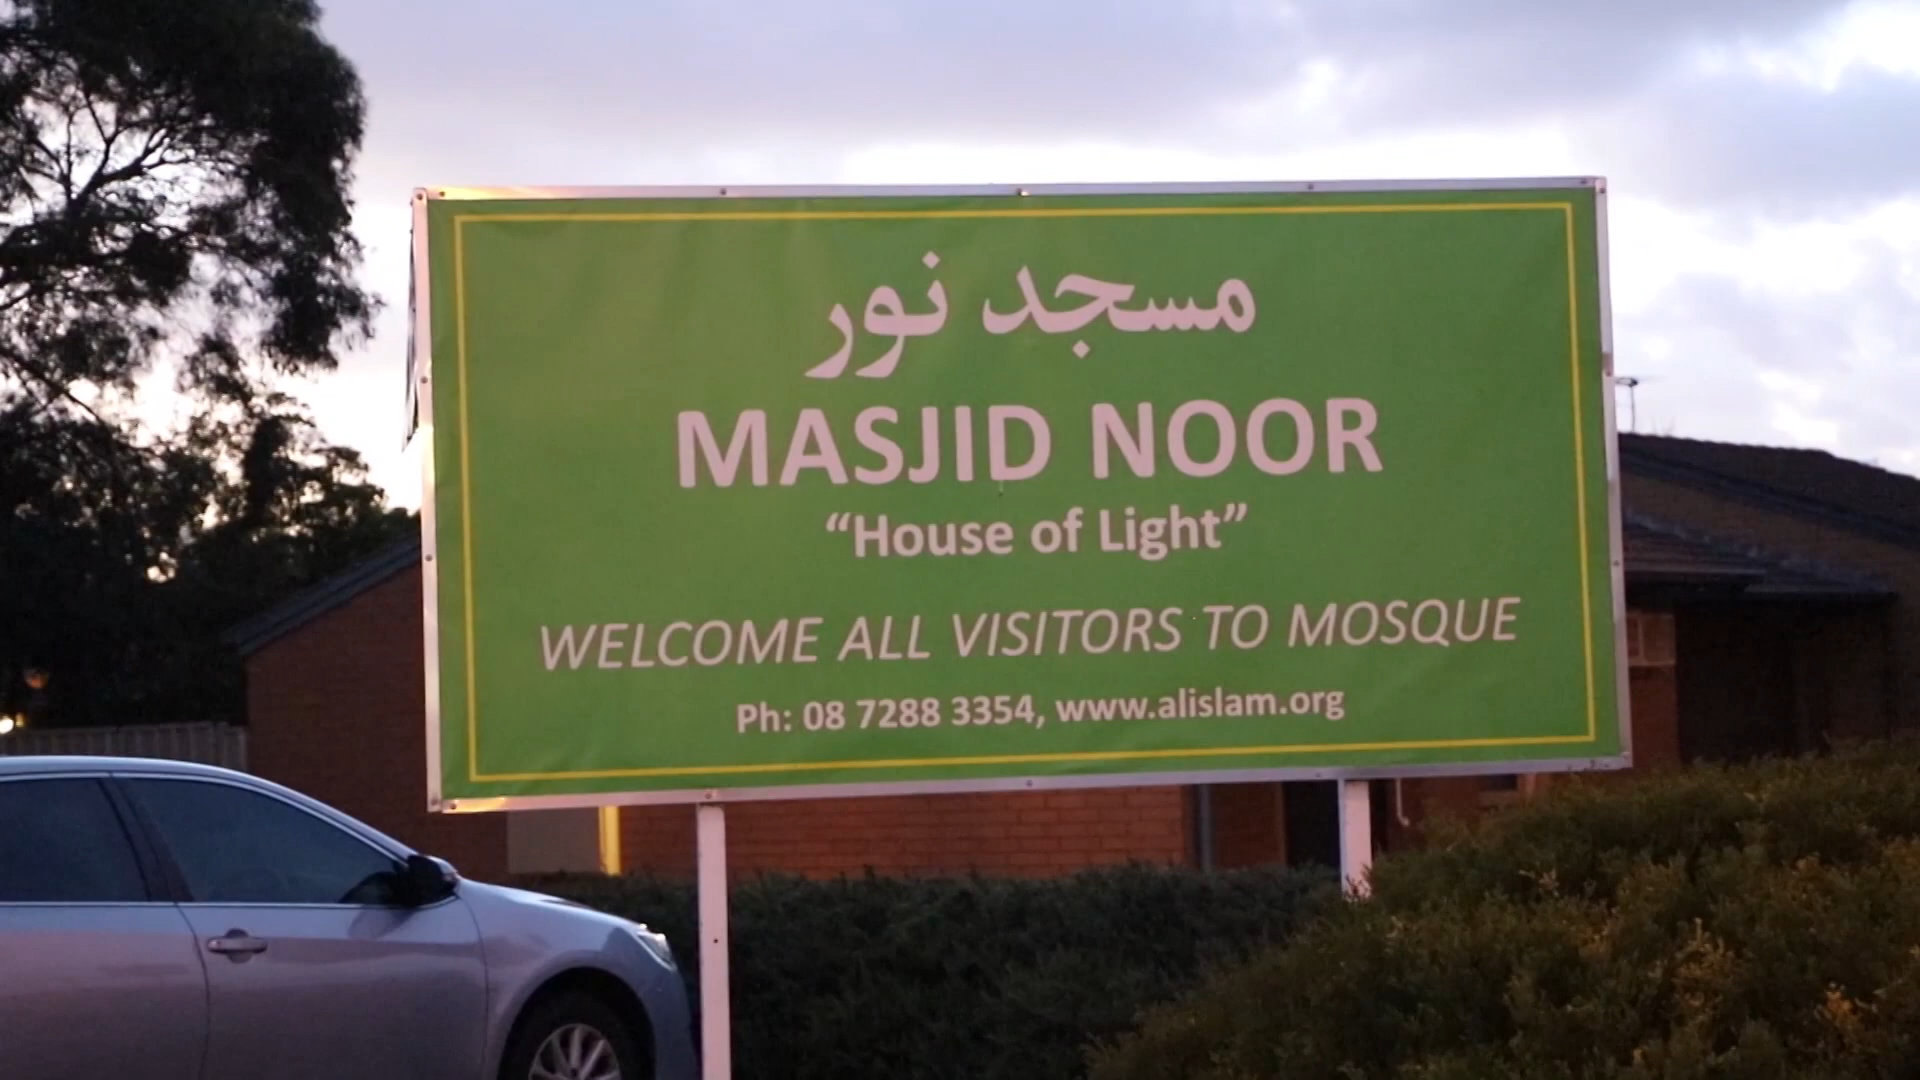 مسجد نور
MASJID NOOR
“House of Light”
WELCOME ALL VISITORS TO MOSQUE
Ph: 08 7288 3354, www.alislam.org